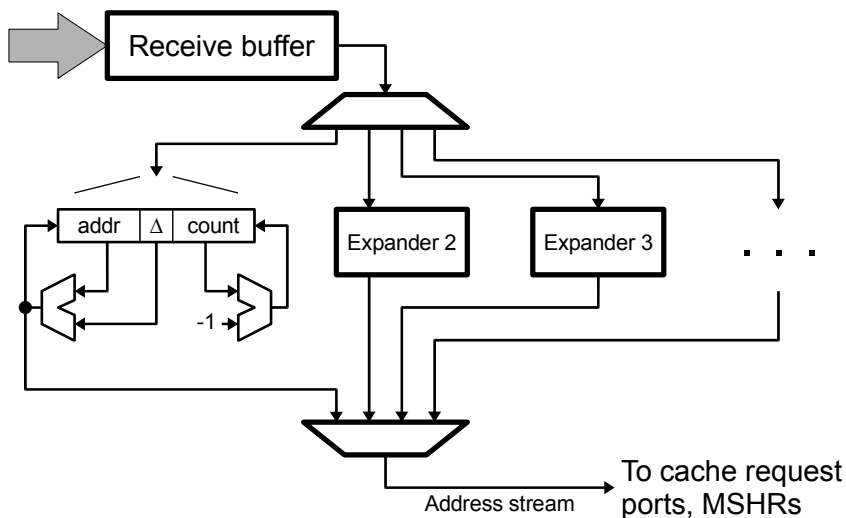 Receive buffer
addr Δ count
Expander 2
Expander 3
. . .
-1
To cache request
ports, MSHRs
Address stream